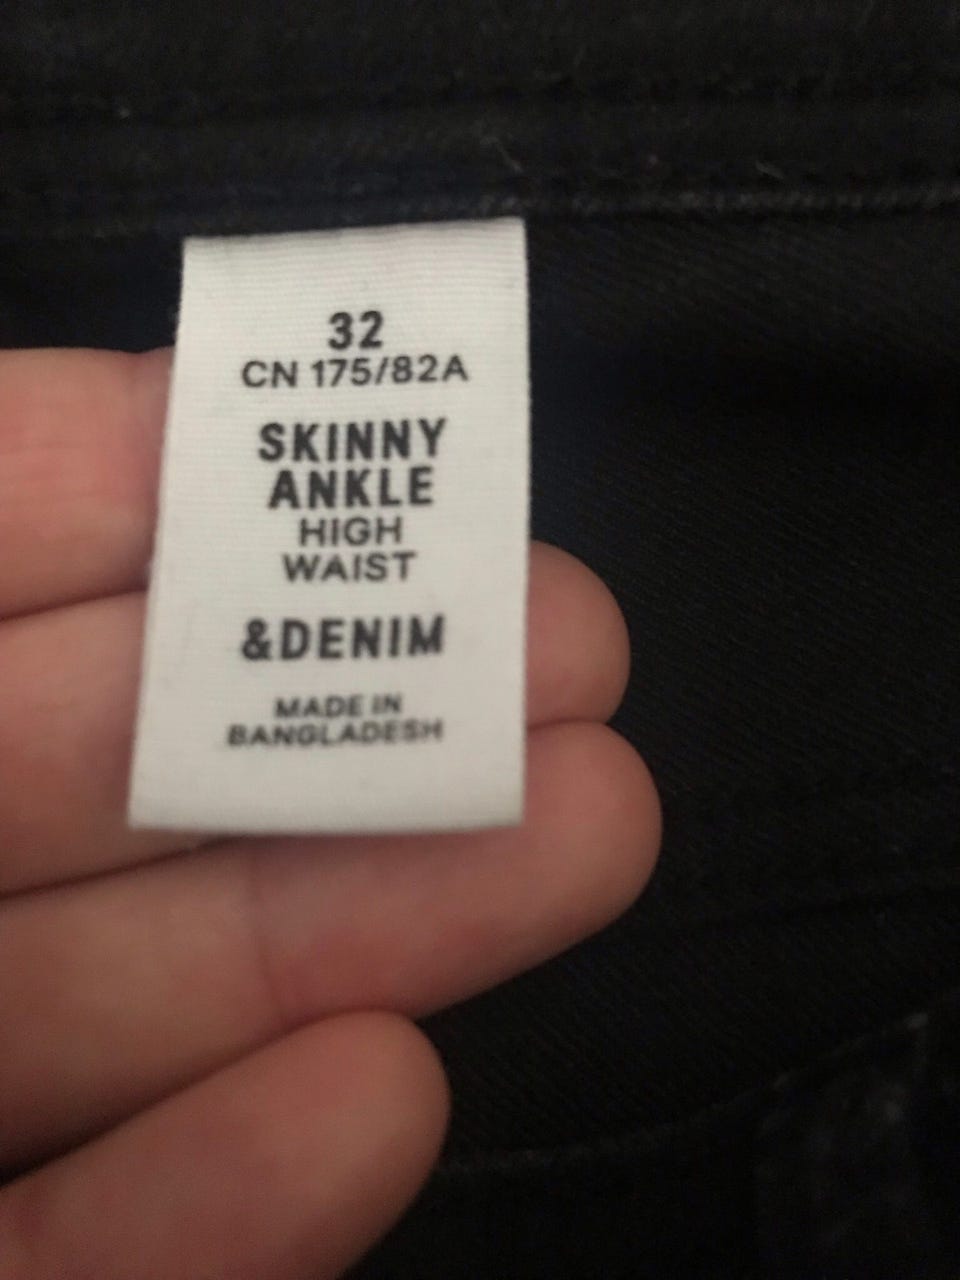 32
CN 175/82A
SKINNY
ANKLE
HIGH
WAIST
&DENIM
MADE IN
BANGLADESH